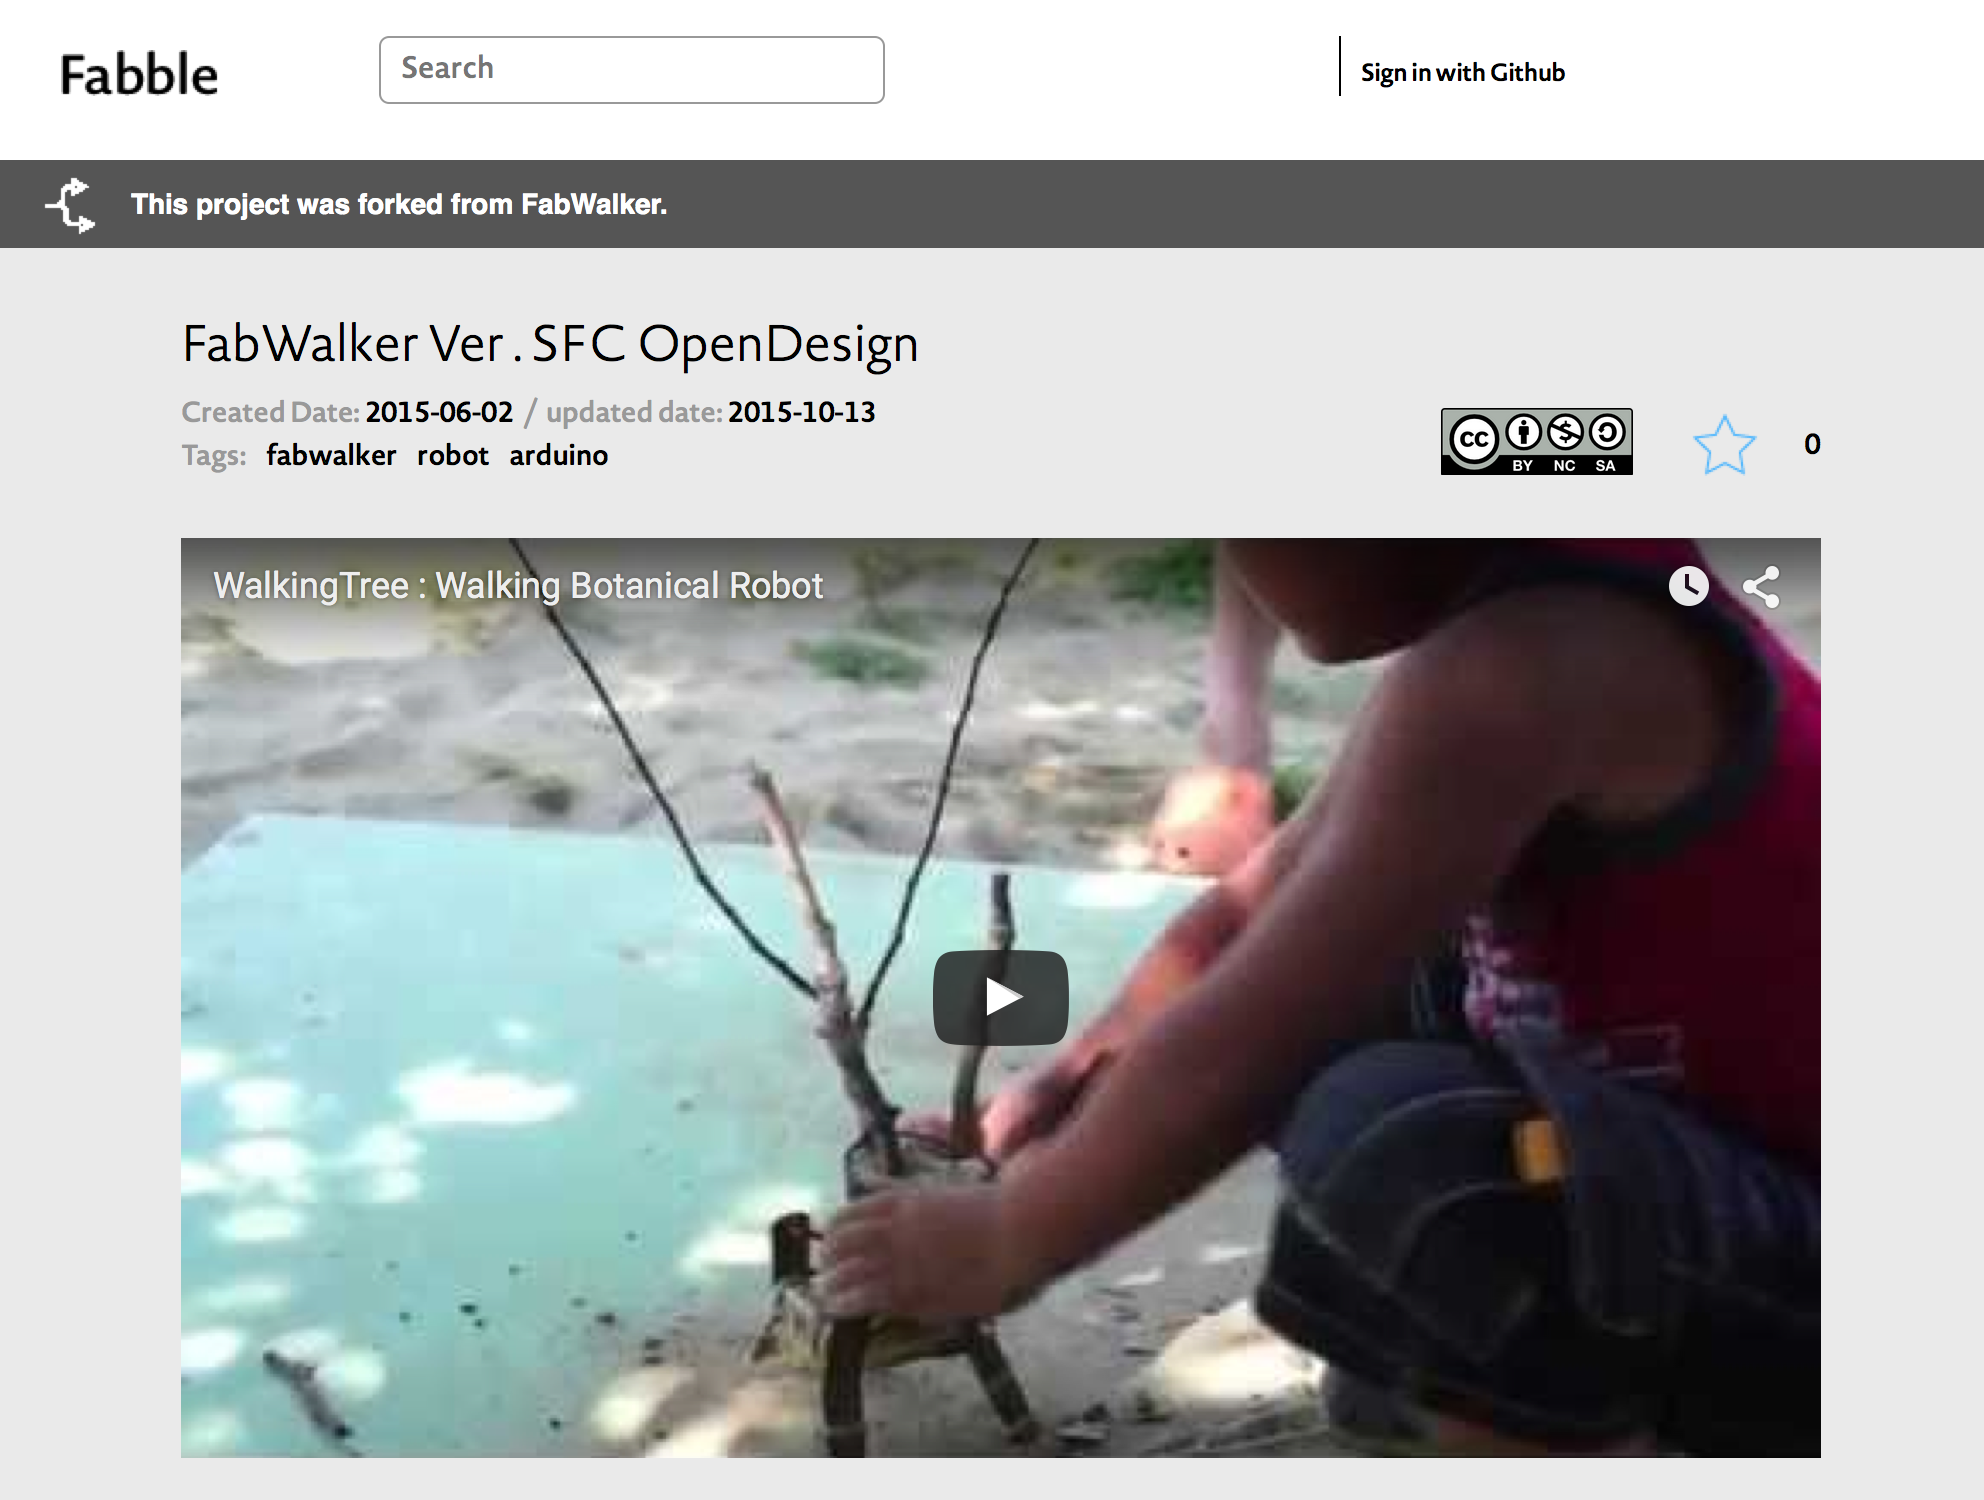 Fabble
Search
Sign in with Github
This project was forked from FabWalker.
FabWalker Ver . SFC OpenDesign
Created Date: 2015-06-02 / updated date: 2015-10-13
Tags: fabwalker robot arduino
cc
BY NC SA
0
WalkingTree : Walking Botanical Robot